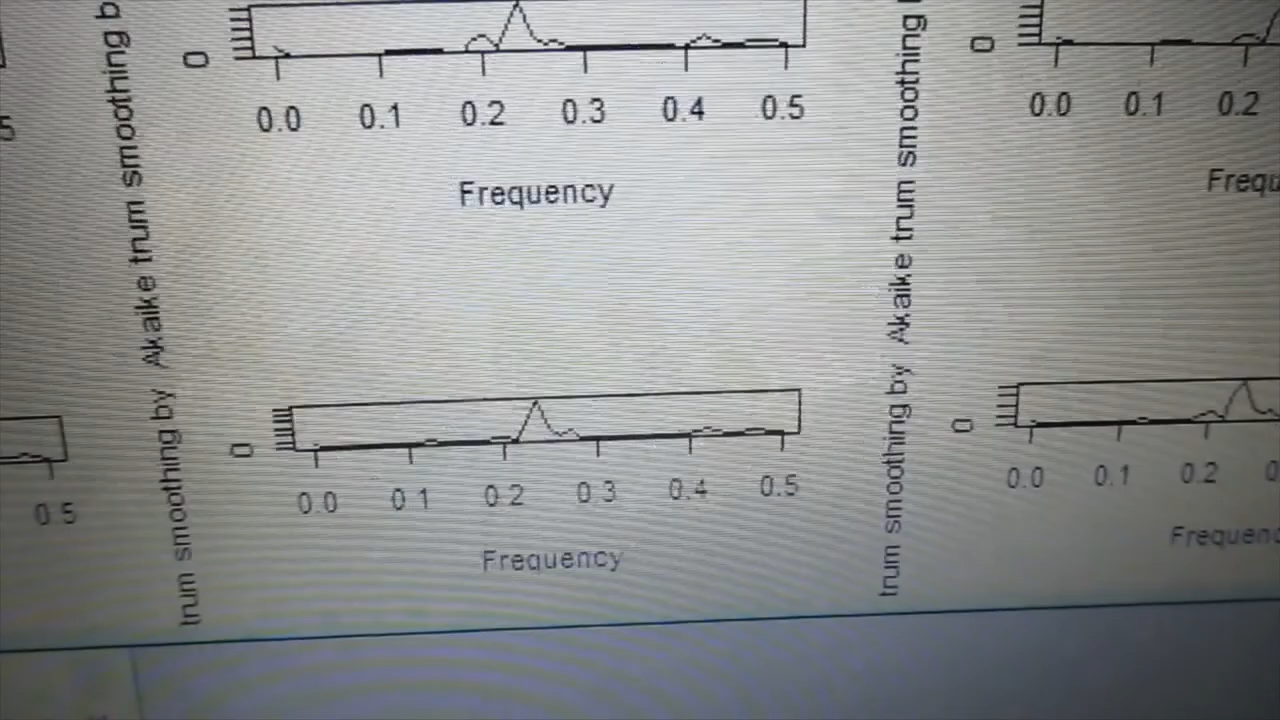 5
trum smoothing b
0
0.0 0.1 0.2 0.3 0.4 0.5
Frequency
trum smoothing
0
0.0 0.1 0.2
Frequ
0 5
trum smoothing by Akaike
0
0 0 0 1 0 2 0 3 0.4 0.5
Frequency
trum smoothing by Akaike
0
0.0 0.1 0.2 0
Frequenc